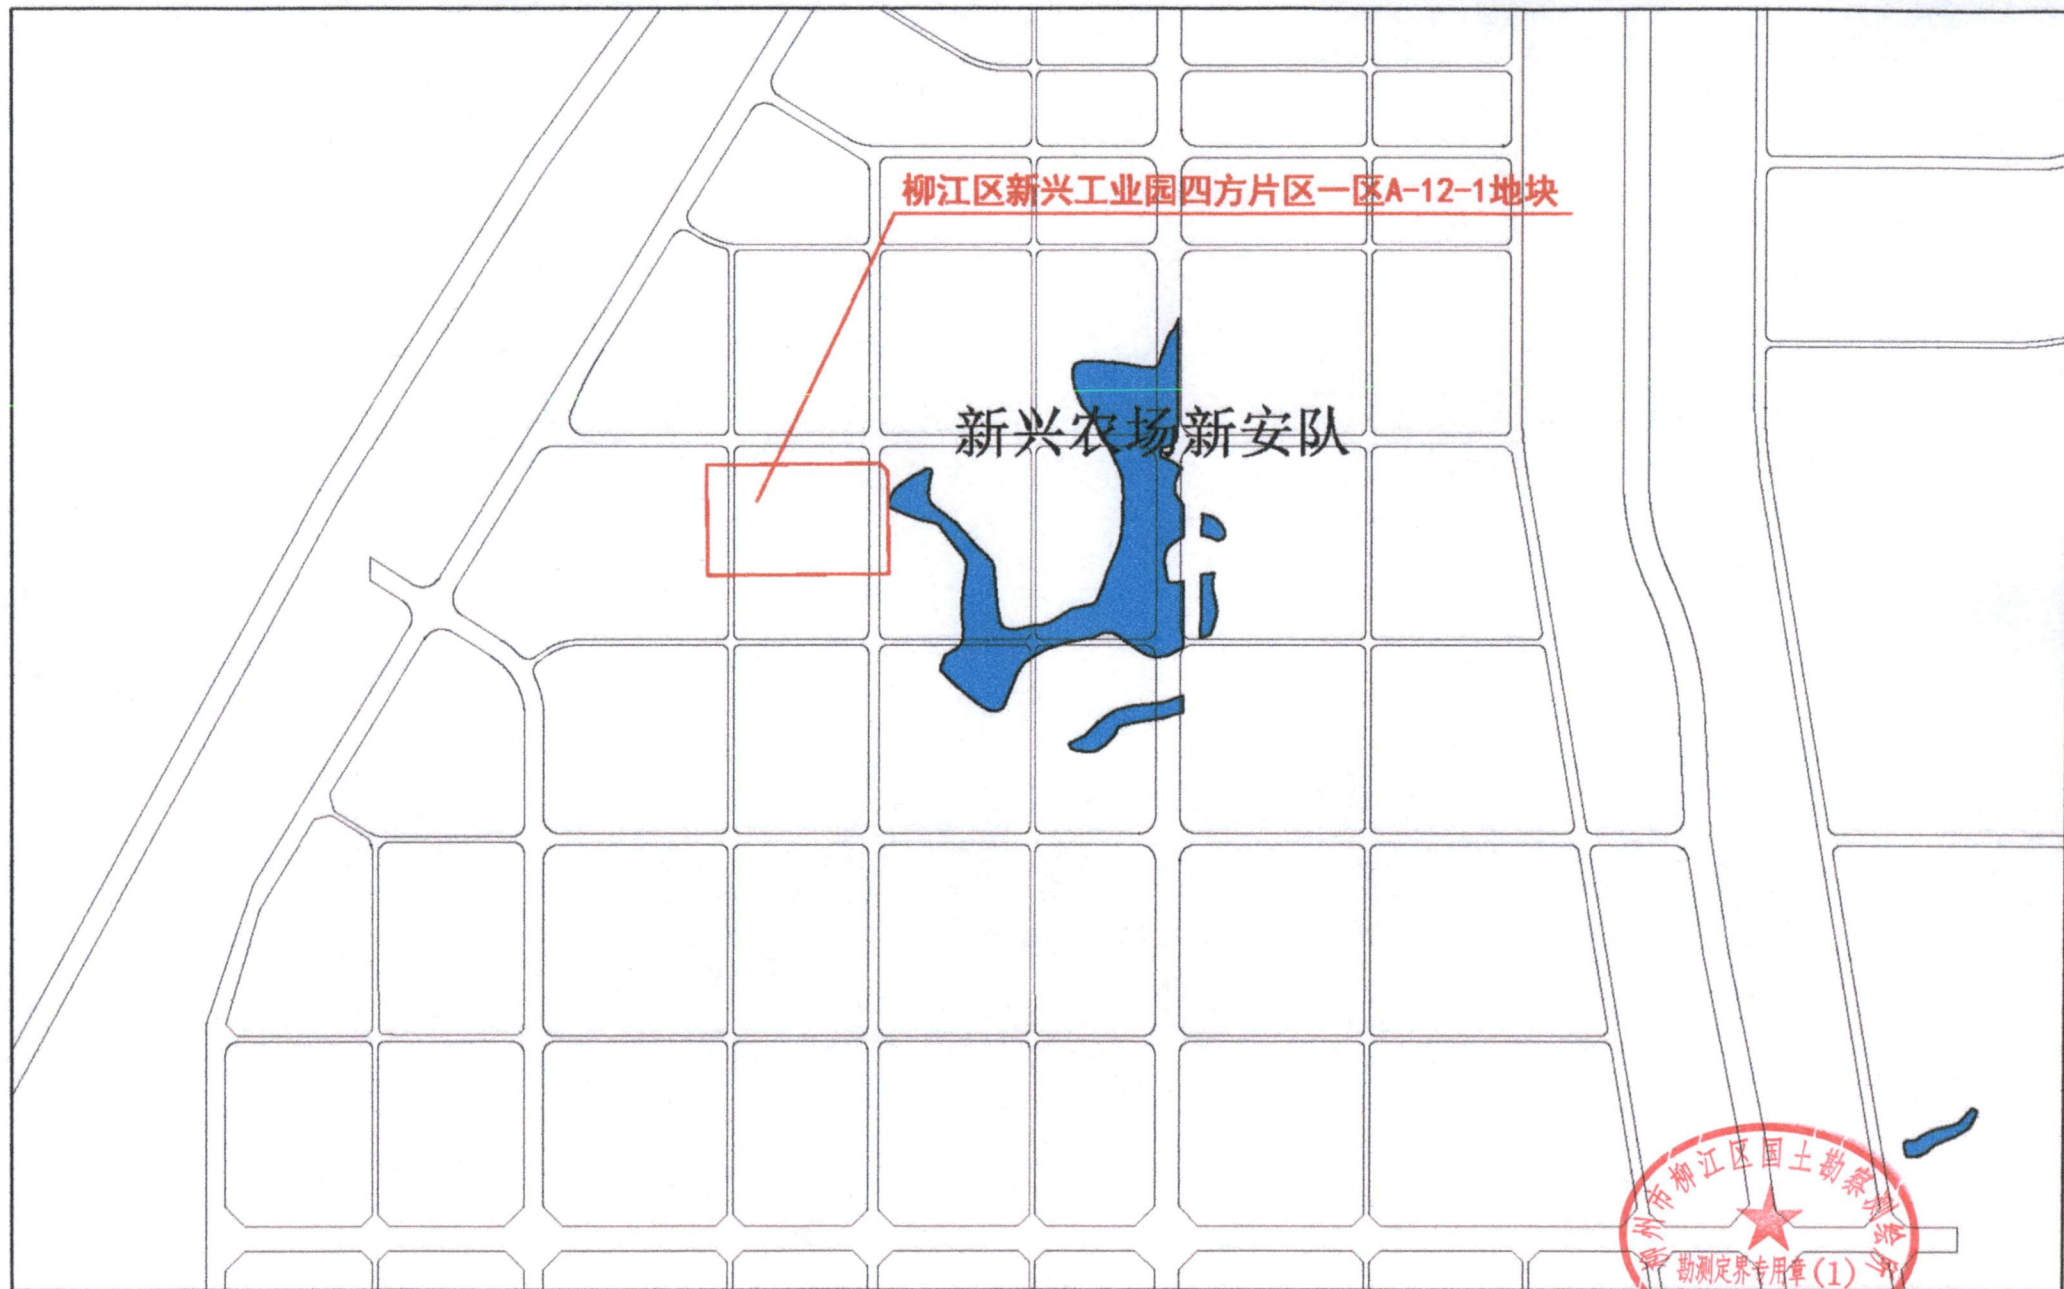 柳江区新兴工业园四方片区一区A-12-1地块
新兴农场新安队
柳州市柳江区国土勘察测绘所
勘测定界专用章(1)